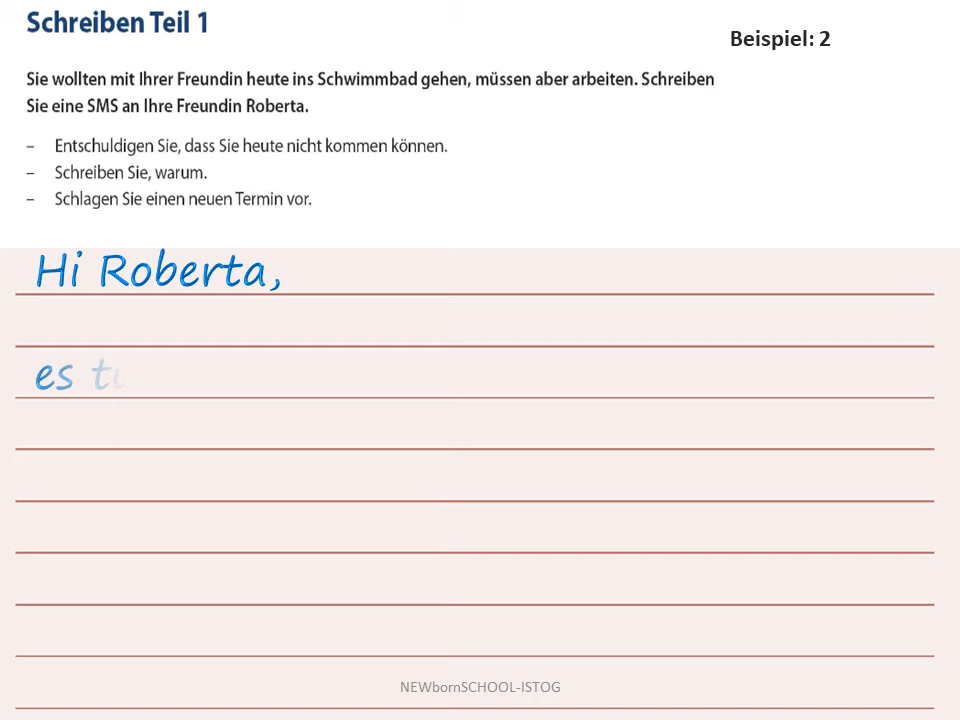 Schreiben Teil 1
Beispiel: 2
Sie wollten mit Ihrer Freundin heute ins Schwimmbad gehen, müssen aber arbeiten. Schreiben
Sie eine SMS an Ihre Freundin Roberta.
– Entschuldigen Sie, dass Sie heute nicht kommen können.
– Schreiben Sie, warum.
– Schlagen Sie einen neuen Termin vor.
Hi Roberta,
es
NEWbornSCHOOL-ISTOG